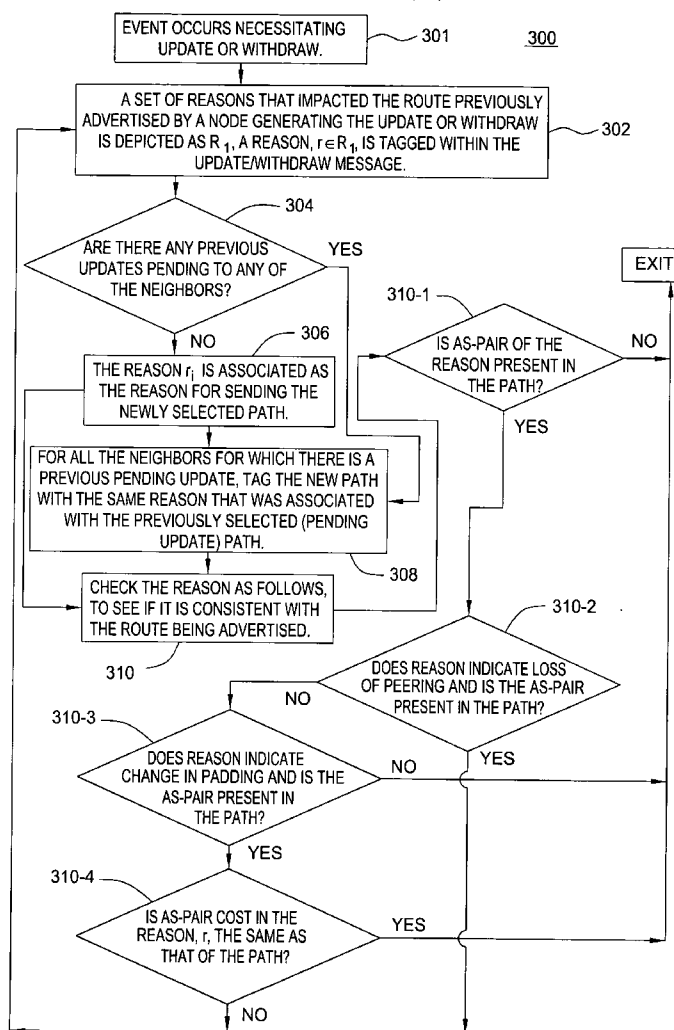 EVENT OCCURS NECESSITATING
UPDATE OR WITHDRAW.
301
300
A SET OF REASONS THAT IMPACTED THE ROUTE PREVIOUSLY
ADVERTISED BY A NODE GENERATING THE UPDATE OR WITHDRAW
IS DEPICTED AS R 1, A REASON, r∈R1, IS TAGGED WITHIN THE
UPDATE/WITHDRAW MESSAGE.
302
304
ARE THERE ANY PREVIOUS
UPDATES PENDING TO ANY OF
THE NEIGHBORS?
YES
NO
306
THE REASON ri IS ASSOCIATED AS
THE REASON FOR SENDING THE
NEWLY SELECTED PATH.
FOR ALL THE NEIGHBORS FOR WHICH THERE IS A
PREVIOUS PENDING UPDATE, TAG THE NEW PATH
WITH THE SAME REASON THAT WAS ASSOCIATED
WITH THE PREVIOUSLY SELECTED (PENDING
UPDATE) PATH.
308
CHECK THE REASON AS FOLLOWS,
TO SEE IF IT IS CONSISTENT WITH
THE ROUTE BEING ADVERTISED.
310
EXIT
310-1
IS AS-PAIR OF THE
REASON PRESENT IN
THE PATH?
NO
YES
310-2
DOES REASON INDICATE LOSS
OF PEERING AND IS THE AS-PAIR
PRESENT IN THE PATH?
NO
YES
310-3
DOES REASON INDICATE
CHANGE IN PADDING AND IS THE
AS-PAIR PRESENT IN
THE PATH?
NO
YES
310-4
IS AS-PAIR COST IN THE
REASON, r, THE SAME AS
THAT OF THE PATH?
YES
NO